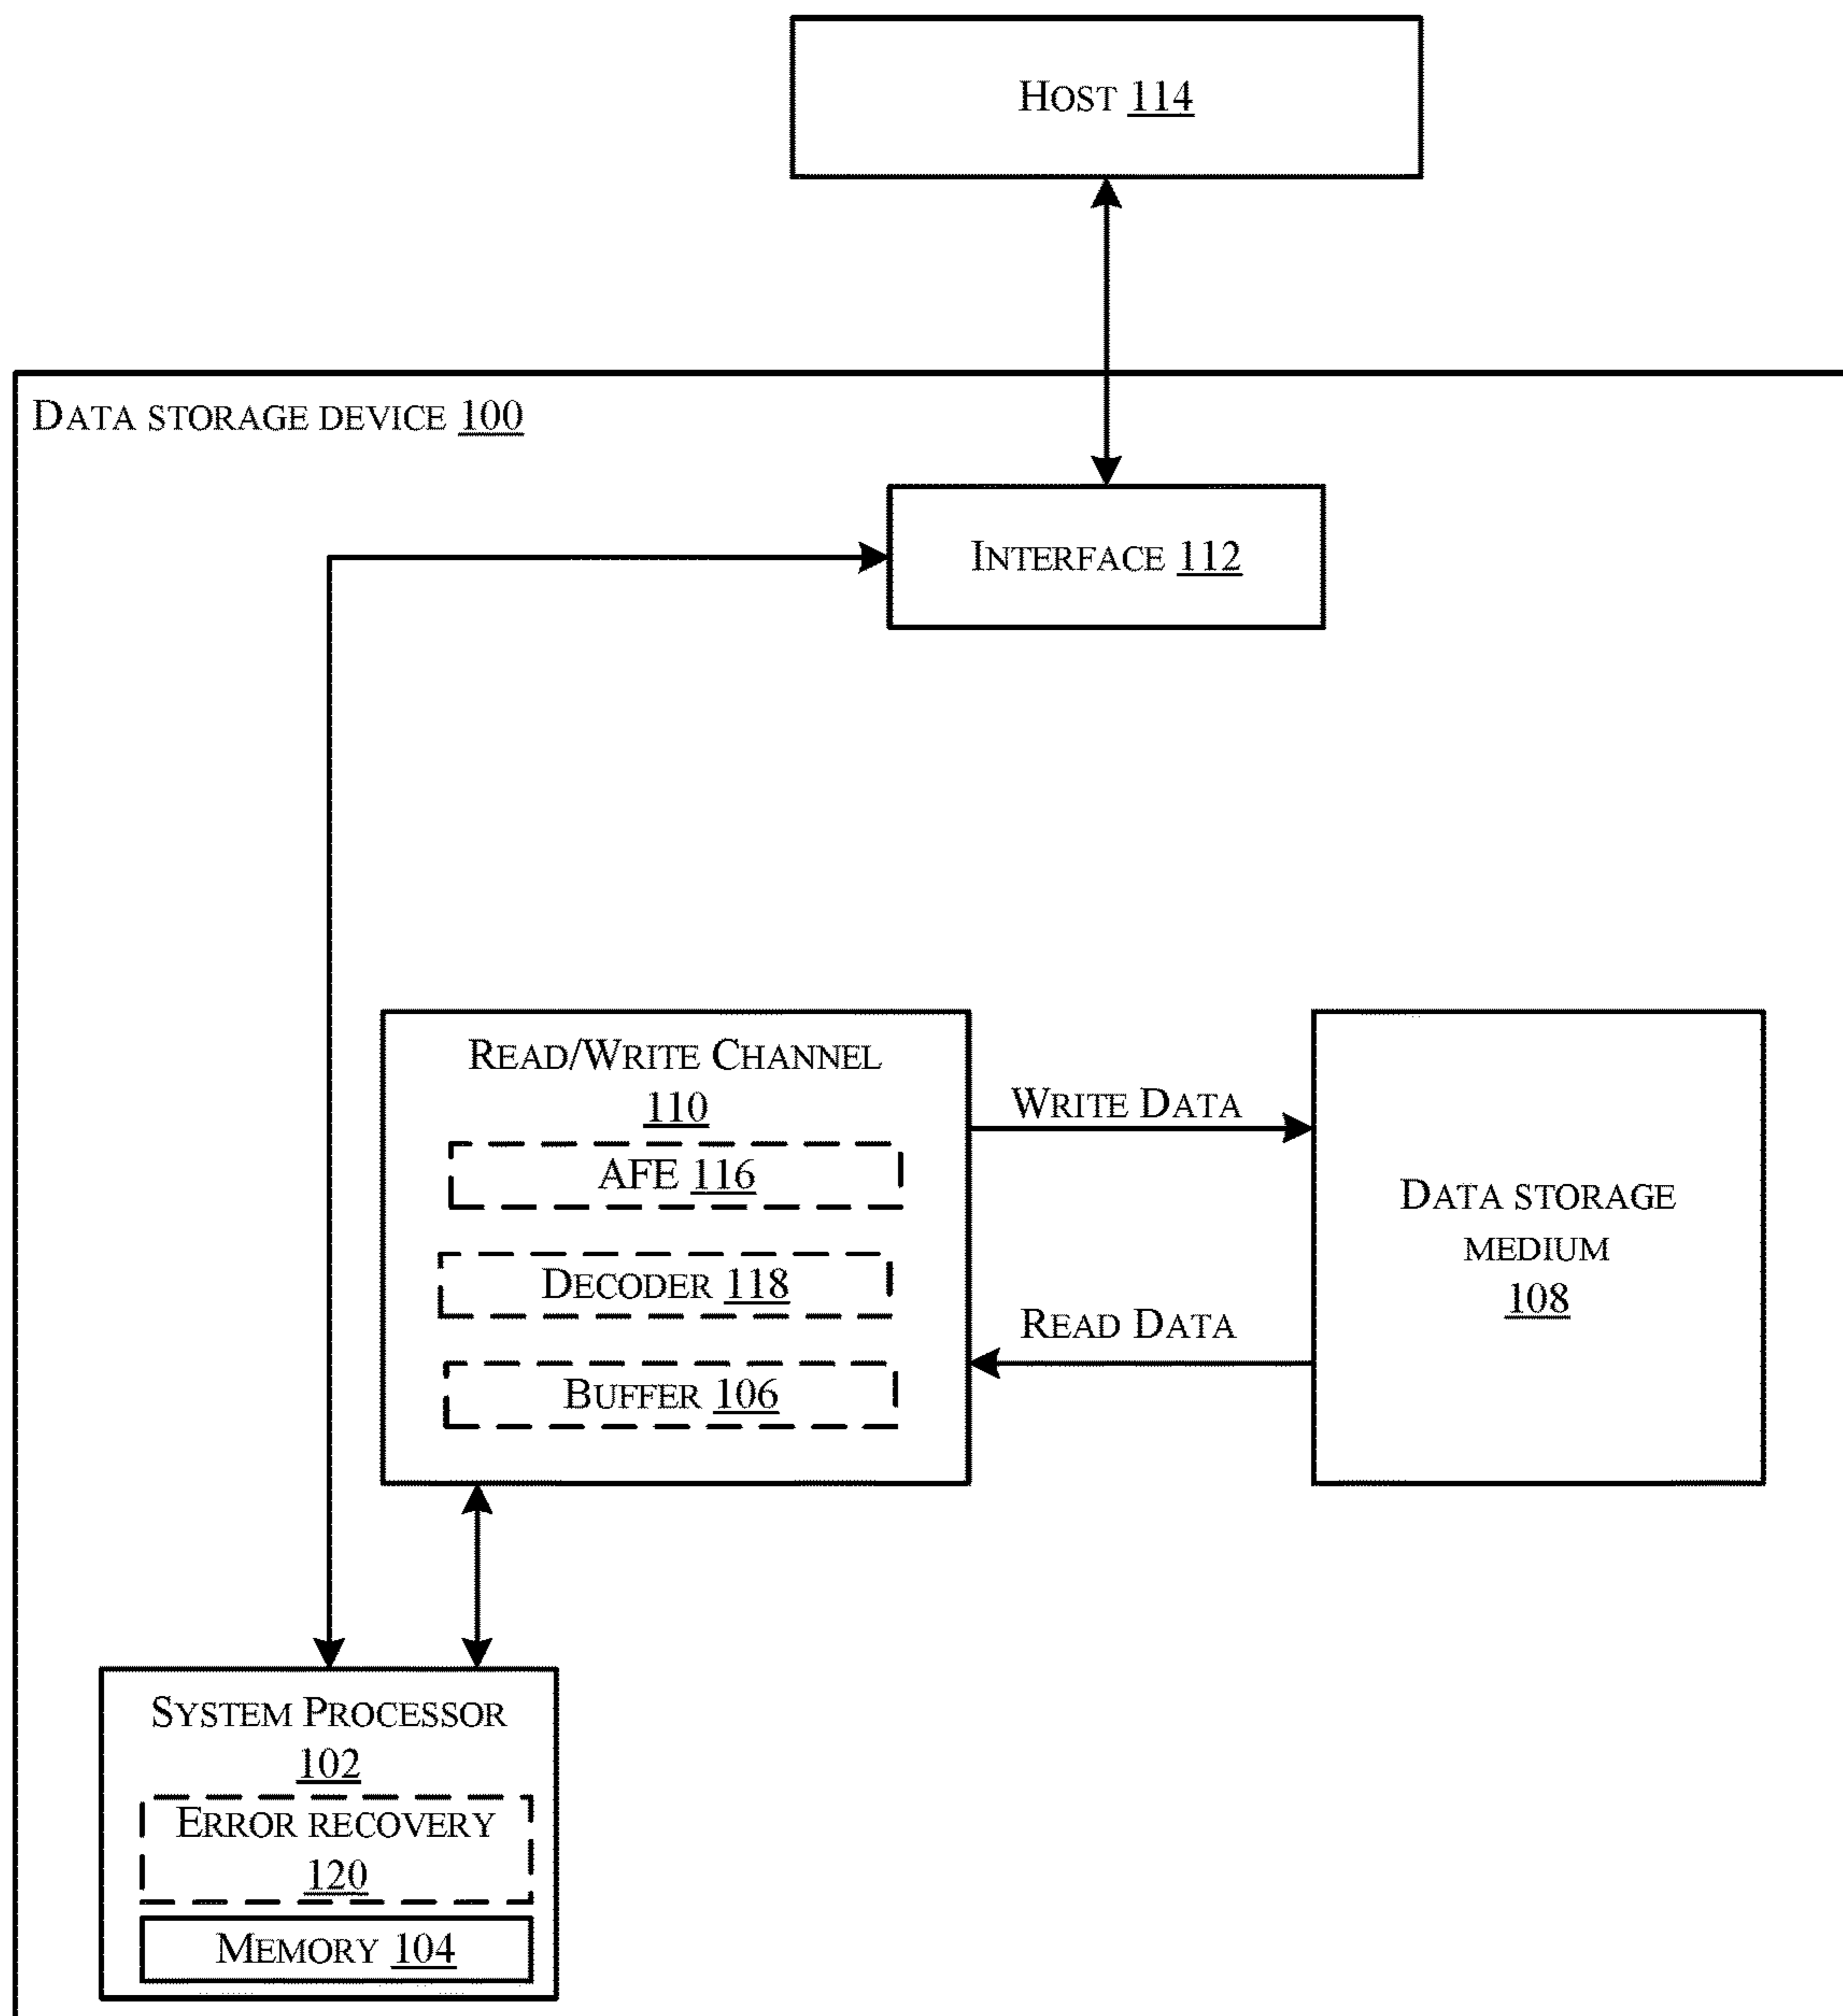 HOST 114
DATA STORAGE DEVICE 100
INTERFACE 112
READ/WRITE CHANNEL
110
AFE 116
DECODER 118
BUFFER 106
WRITE DATA
READ DATA
DATA STORAGE
MEDIUM
108
SYSTEM PROCESSOR
102
ERROR RECOVERY
120
MEMORY 104